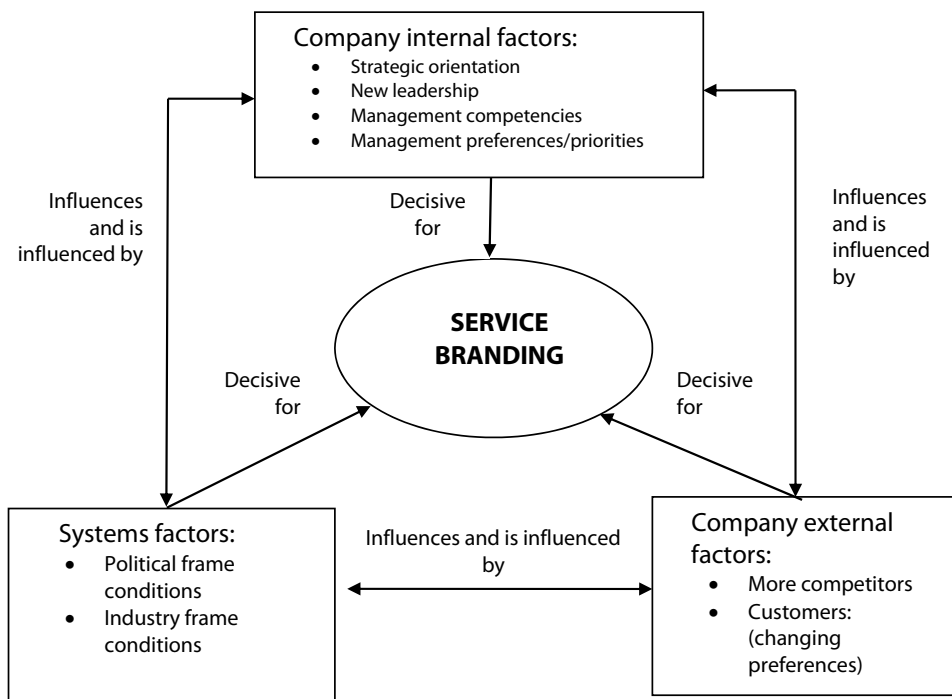 Company internal factors:
• Strategic orientation
• New leadership
• Management competencies
• Management preferences/priorities
Influences
and is
influenced by
Decisive
for
Influences
and is
influenced
by
SERVICE
BRANDING
Decisive
for
Decisive
for
Systems factors:
• Political frame
conditions
• Industry frame
conditions
Influences and is influenced
by
Company external
factors:
• More competitors
• Customers:
(changing
preferences)